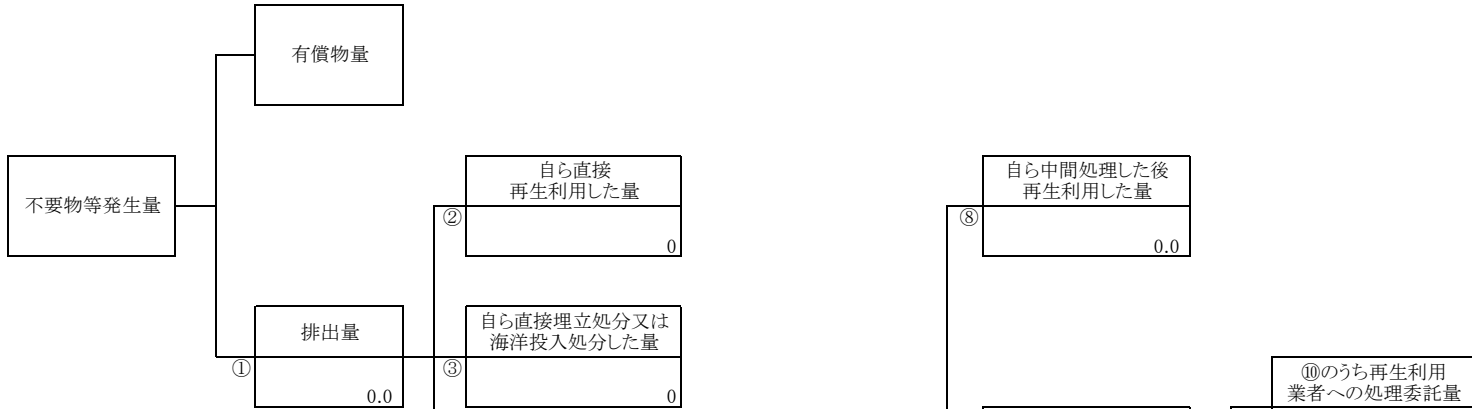 有償物量
不要物等発生量
自ら直接
再生利用した量
②
0
自ら中間処理した後
再生利用した量
⑧
0.0
排出量
①
0.0
自ら直接埋立処分又は
海洋投入処分した量
③
0
⑩のうち再生利用
業者への処理委託量